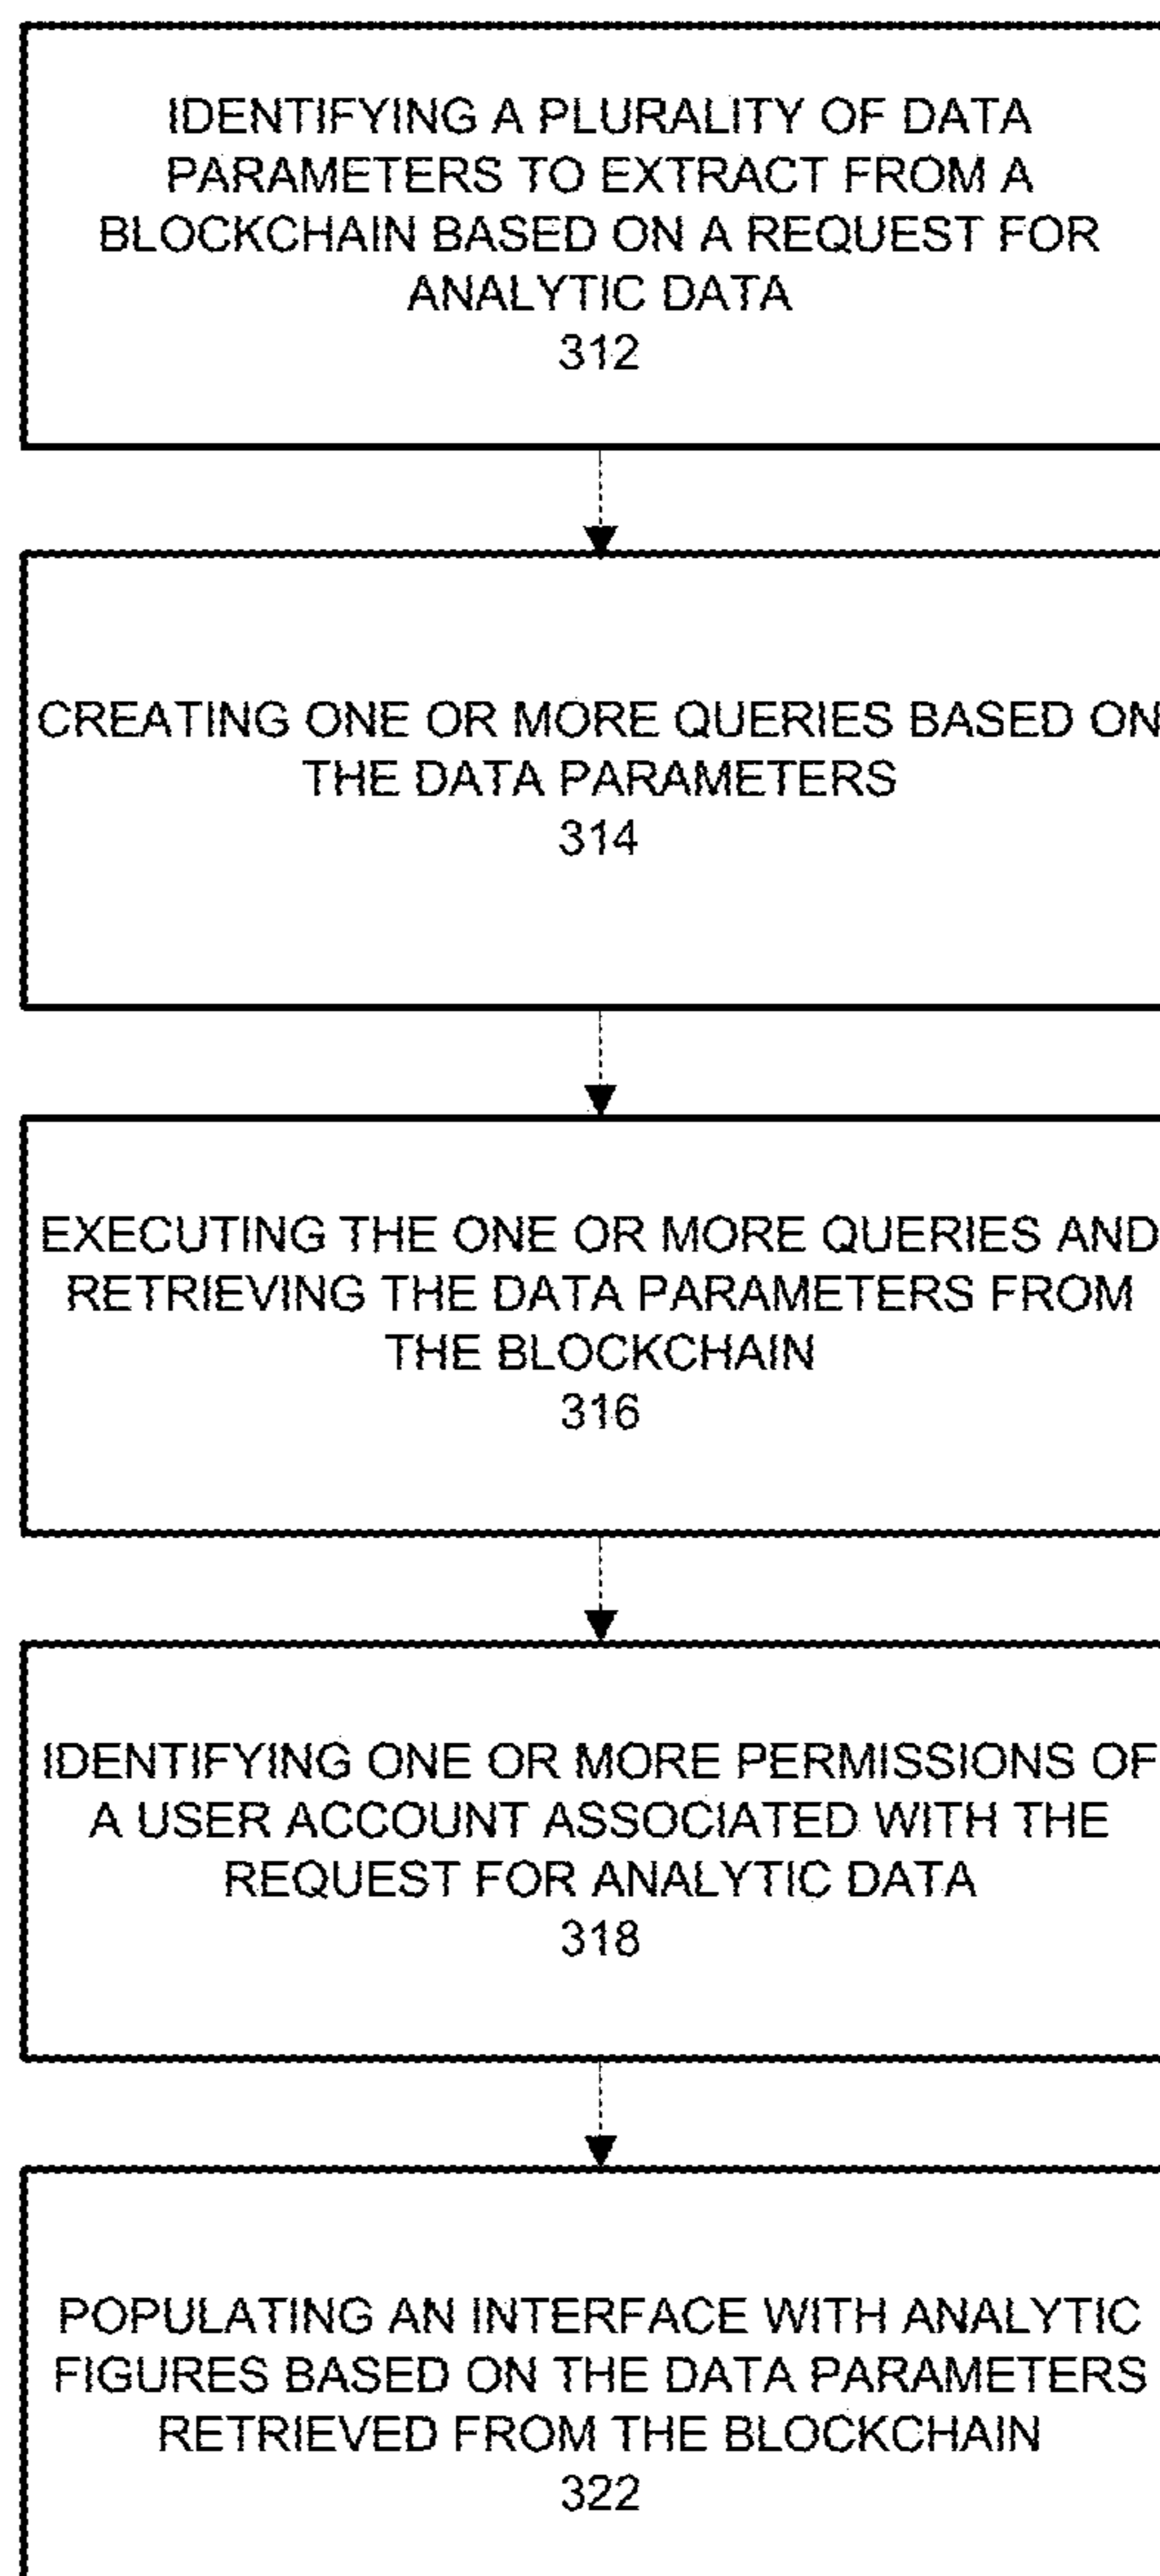 IDENTIFYING A PLURALITY OF DATA
PARAMETERS TO EXTRACT FROM A
BLOCKCHAIN BASED ON A REQUEST FOR
ANALYTIC DATA
312
CREATING ONE OR MORE QUERIES BASED ON
THE DATA PARAMETERS
314
EXECUTING THE ONE OR MORE QUERIES AND
RETRIEVING THE DATA PARAMETERS FROM
THE BLOCKCHAIN
316
IDENTIFYING ONE OR MORE PERMISSIONS OF
A USER ACCOUNT ASSOCIATED WITH THE
REQUEST FOR ANALYTIC DATA
318
POPULATING AN INTERFACE WITH ANALYTIC
FIGURES BASED ON THE DATA PARAMETERS
RETRIEVED FROM THE BLOCKCHAIN
322